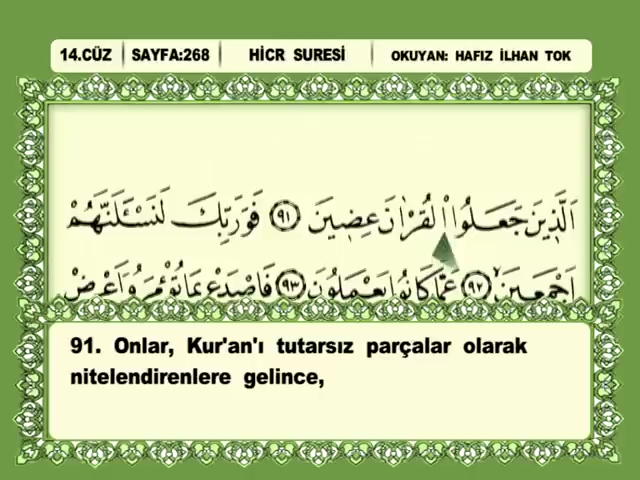 14.CÜZ SAYFA:268 HİCR SURESİ OKUYAN: HAFIZ İLHAN TOK
اَلَّذ۪ينَ جَعَلُوا الْقُرْاٰنَ عِض۪ينَ ﴿٩١﴾ فَوَرَبِّكَ لَنَسْـَٔلَنَّهُمْ
اَجْمَع۪ينَۙ ﴿٩٢﴾ عَمَّا كَانُوا يَعْمَلُونَ ﴿٩٣﴾ فَاصْدَعْ بِمَا تُؤْمَرُ وَاَعْرِضْ
91. Onlar, Kur'an'ı tutarsız parçalar olarak
nitelendirenlere gelince,